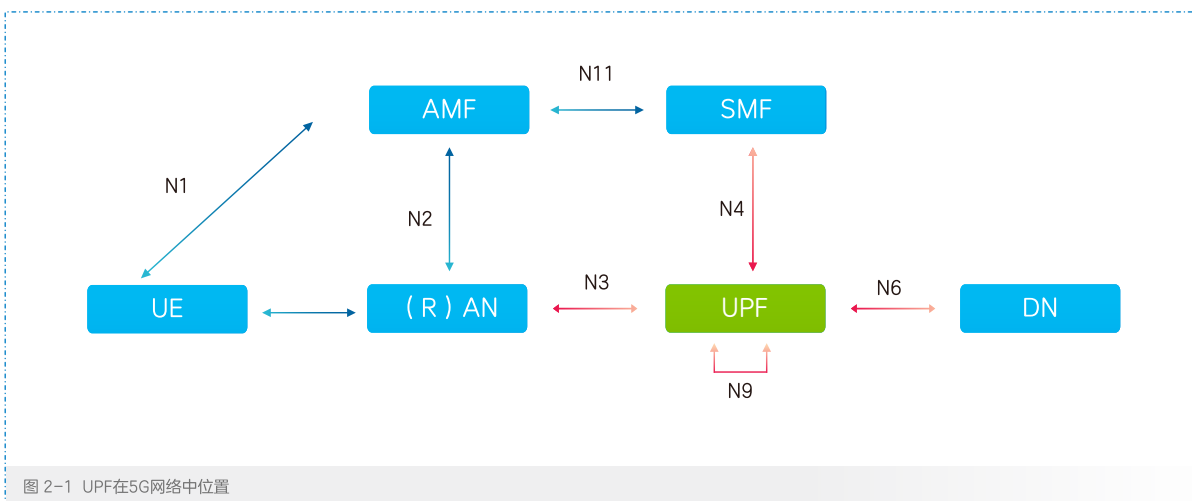 N11
AMF
SMF
N1
N2
N4
N3
N6
UE
(R) AN
UPF
DN
N9
图 2-1 UPF在5G网络中位置